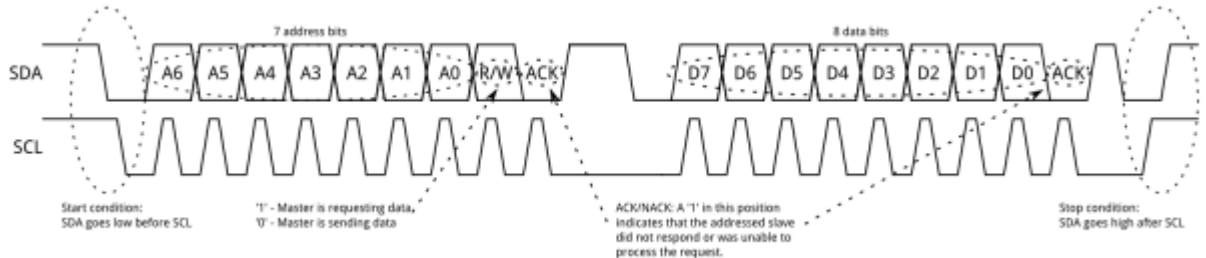 7 address bits
8 data bits
SDA
A6 A5 A4 A3 A2 A1 A0 R/W ACK
D7 D6 D5 D4 D3 D2 D1 D0 ACK
SCL
Start condition:
SDA goes low before SCL
'1' - Master is requesting data,
'0' - Master is sending data
ACK/NACK: A '1' in this position
indicates that the addressed slave
did not respond or was unable to
process the request.
Stop condition:
SDA goes high after SCL